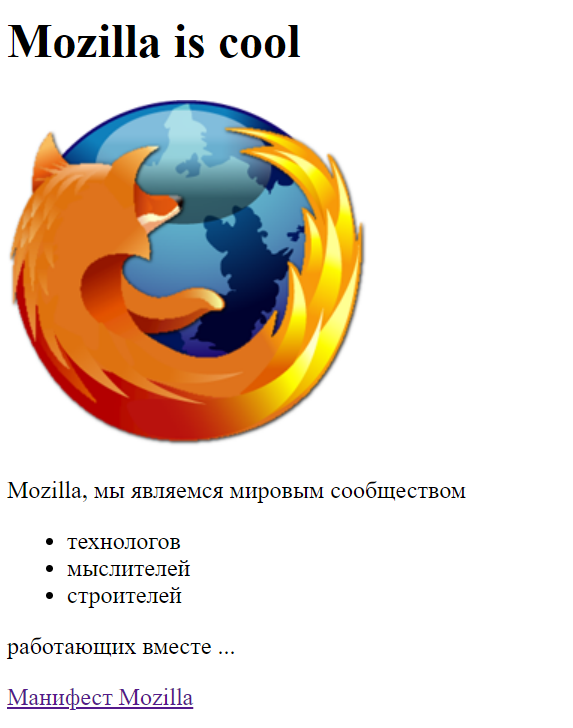 Mozilla is cool
Mozilla, мы являемся мировым сообществом
• технологов
• мыслителей
• строителей
работающих вместе ...
Манифест Mozilla